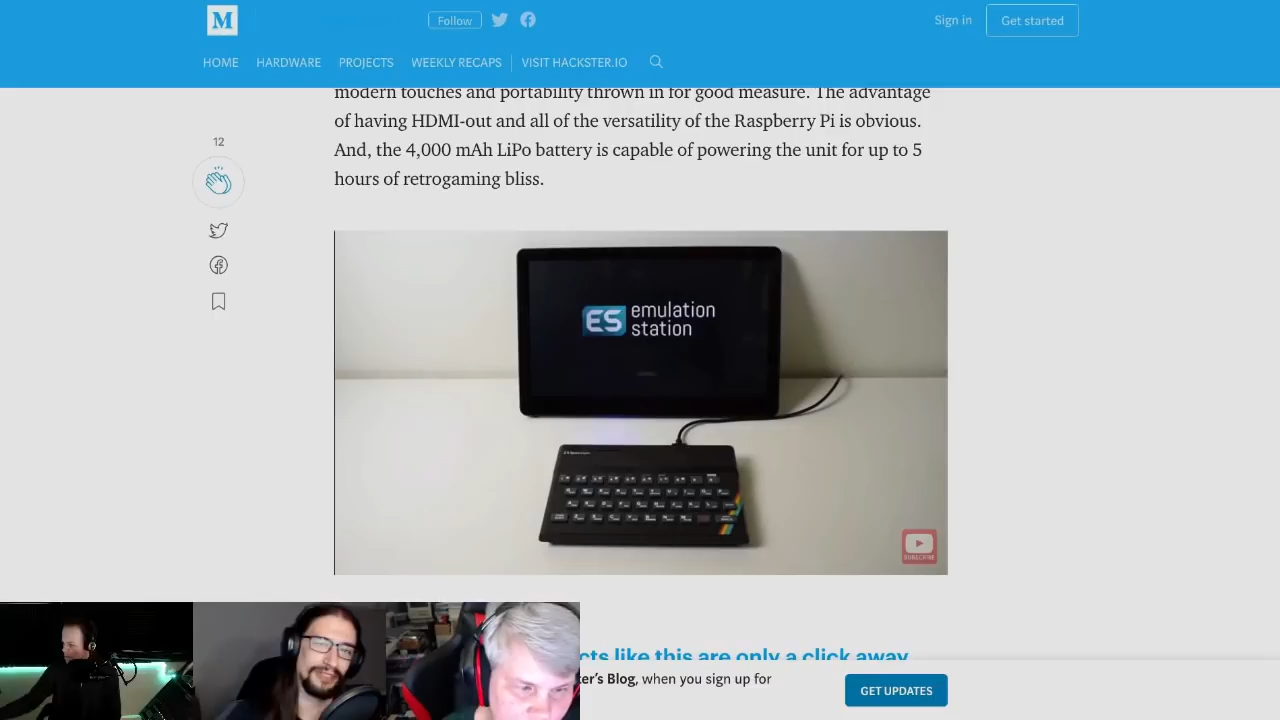 M
Follow
Sign in
Get started
HOME HARDWARE PROJECTS WEEKLY RECAPS VISIT HACKSTER.IO
modern touches and portability thrown in for good measure. The advantage
of having HDMI-out and all of the versatility of the Raspberry Pi is obvious.
And, the 4,000 mAh LiPo battery is capable of powering the unit for up to 5
hours of retrogaming bliss.
12
ES emulation
station
SUBSCRIBE
cts like this are only a click away
ter's Blog, when you sign up for
GET UPDATES